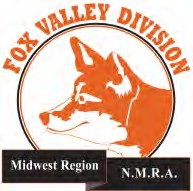 FOX VALLEY DIVISION
Midwest Region
N.M.R.A.